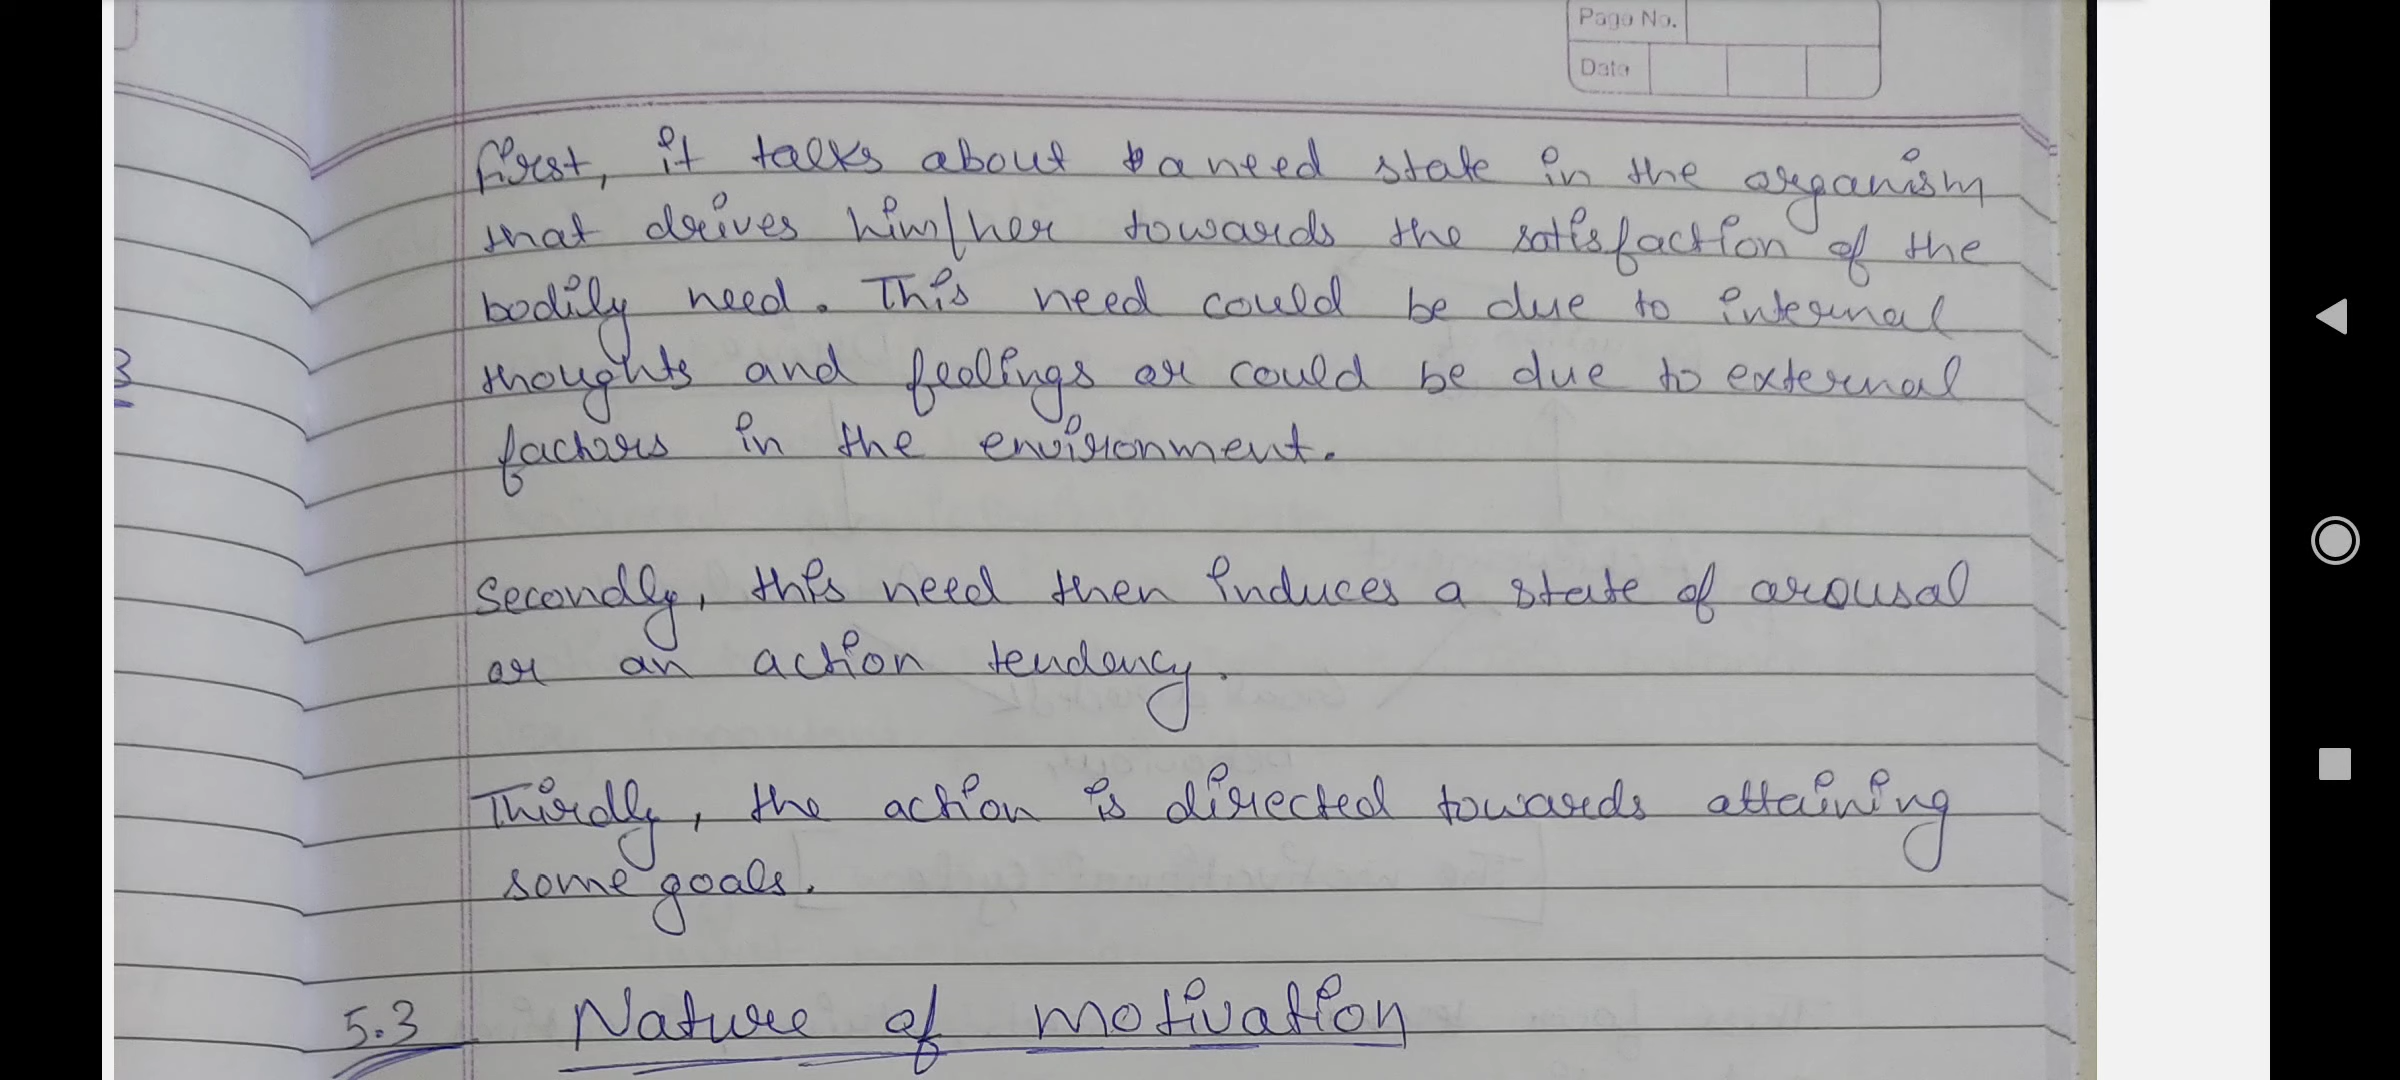 Page No.
Date
First, it talks about a need state in the organism
that drives him/her towards the satisfaction of the
bodily need. This need could be due to internal
thoughts and feelings or could be due to external
3
factors in the environment.
Secondly, this need then induces a state of arousal
or an action tendency.
Thirdly, the action is directed towards attaining
some goals.
5.3 Nature of motivation